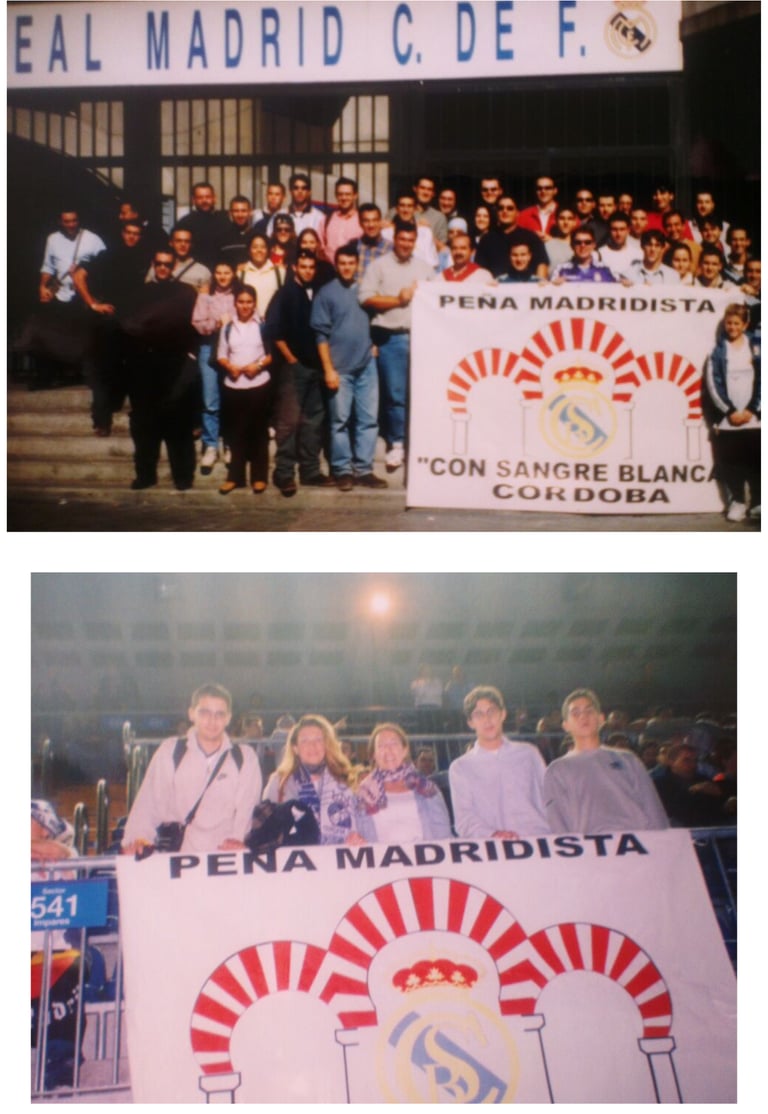 EAL MADRID C. DE F.
PEÑA MADRIDISTA
"CON SANGRE BLANCA
CORDOBA
PEÑA MADRIDISTA
Sector
541
Impares